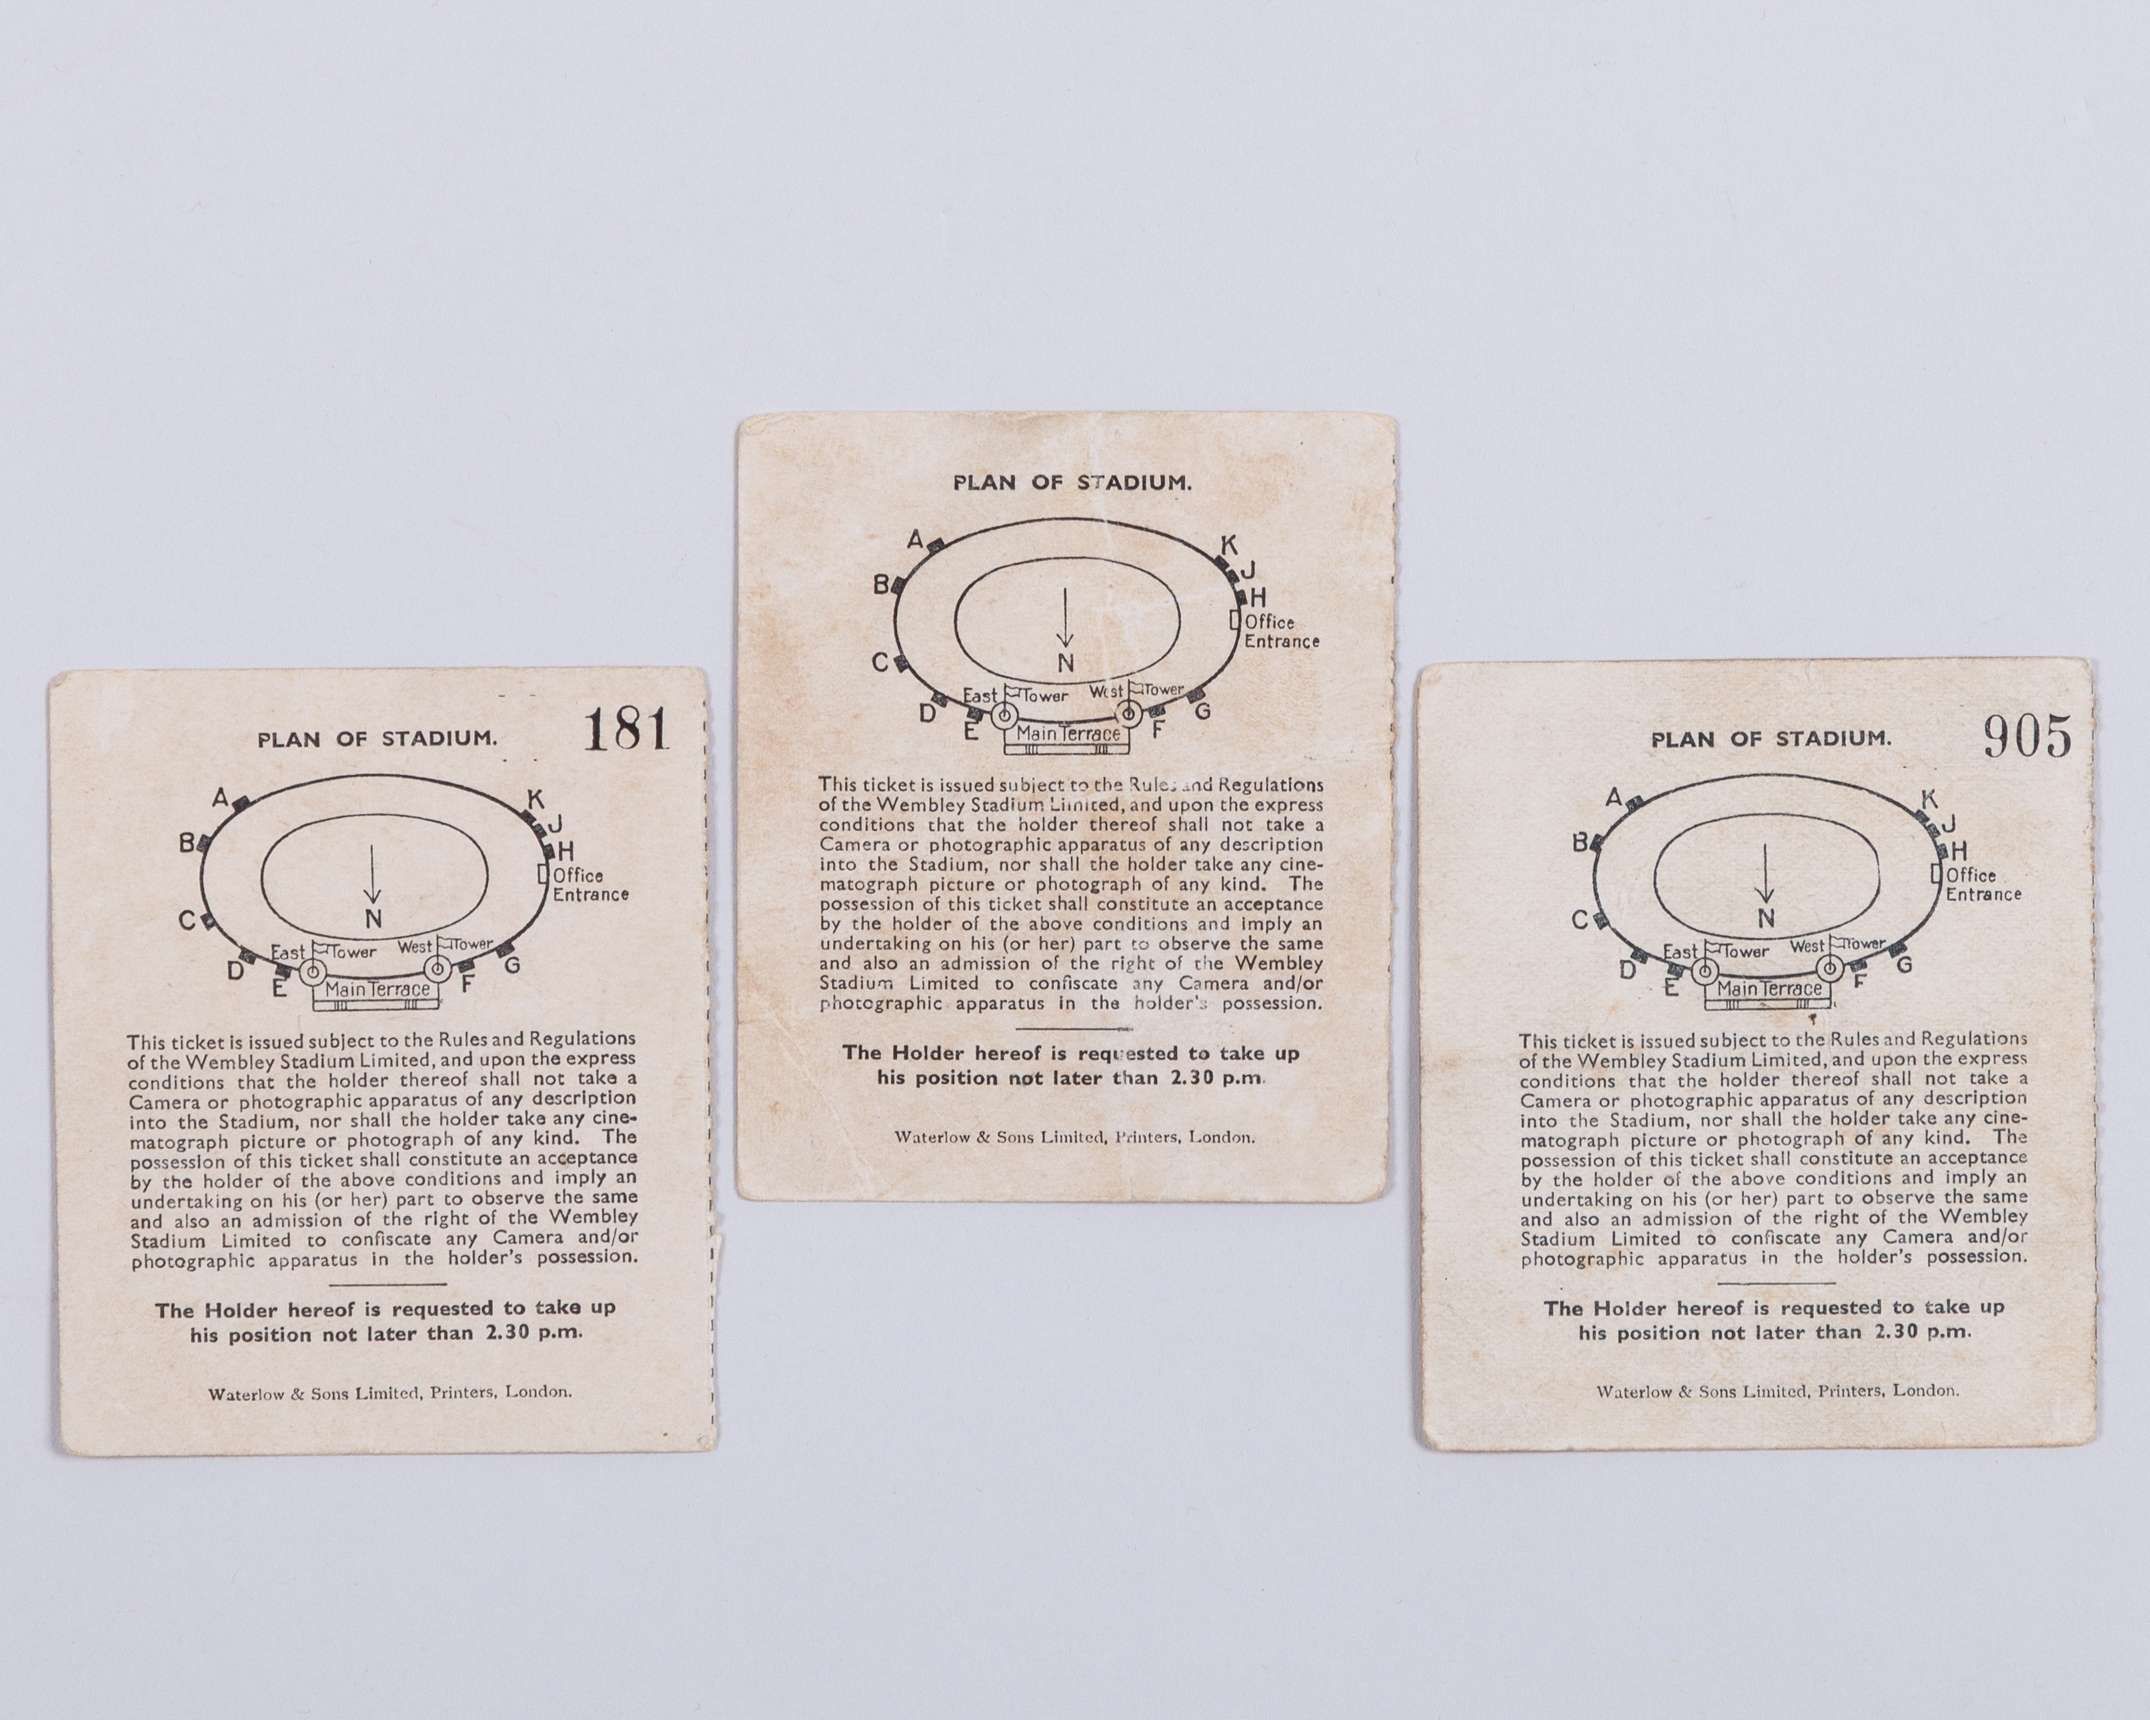 PLAN OF STADIUM. 181
A
B
C
D
E
K
J
H
Office
Entrance
N
East Tower West Tower
G
F
Main Terrace
This ticket is issued subject to the Rules and Regulations
of the Wembley Stadium Limited, and upon the express
conditions that the holder thereof shall not take a
Camera or photographic apparatus of any description
into the Stadium, nor shall the holder take any cine-
matograph picture or photograph of any kind. The
possession of this ticket shall constitute an acceptance
by the holder of the above conditions and imply an
undertaking on his (or her) part to observe the same
and also an admission of the right of the Wembley
Stadium Limited to confiscate any Camera and/or
photographic apparatus in the holder's possession.
The Holder hereof is requested to take up
his position not later than 2.30 p.m.
Waterlow & Sons Limited, Printers, London.
PLAN OF STADIUM.
A
B
C
D
E
K
J
H
Office
Entrance
N
East Tower West Tower
G
F
Main Terrace
This ticket is issued subject to the Rules and Regulations
of the Wembley Stadium Limited, and upon the express
conditions that the holder thereof shall not take a
Camera or photographic apparatus of any description
into the Stadium, nor shall the holder take any cine-
matograph picture or photograph of any kind. The
possession of this ticket shall constitute an acceptance
by the holder of the above conditions and imply an
undertaking on his (or her) part to observe the same
and also an admission of the right of the Wembley
Stadium Limited to confiscate any Camera and/or
photographic apparatus in the holder's possession.
The Holder hereof is requested to take up
his position not later than 2.30 p.m.
Waterlow & Sons Limited, Printers, London.
PLAN OF STADIUM. 905
A
B
C
D
E
K
J
H
Office
Entrance
N
East Tower West Tower
G
F
Main Terrace
This ticket is issued subject to the Rules and Regulations
of the Wembley Stadium Limited, and upon the express
conditions that the holder thereof shall not take a
Camera or photographic apparatus of any description
into the Stadium, nor shall the holder take any cine-
matograph picture or photograph of any kind. The
possession of this ticket shall constitute an acceptance
by the holder of the above conditions and imply an
undertaking on his (or her) part to observe the same
and also an admission of the right of the Wembley
Stadium Limited to confiscate any Camera and/or
photographic apparatus in the holder's possession.
The Holder hereof is requested to take up
his position not later than 2.30 p.m.
Waterlow & Sons Limited, Printers, London.